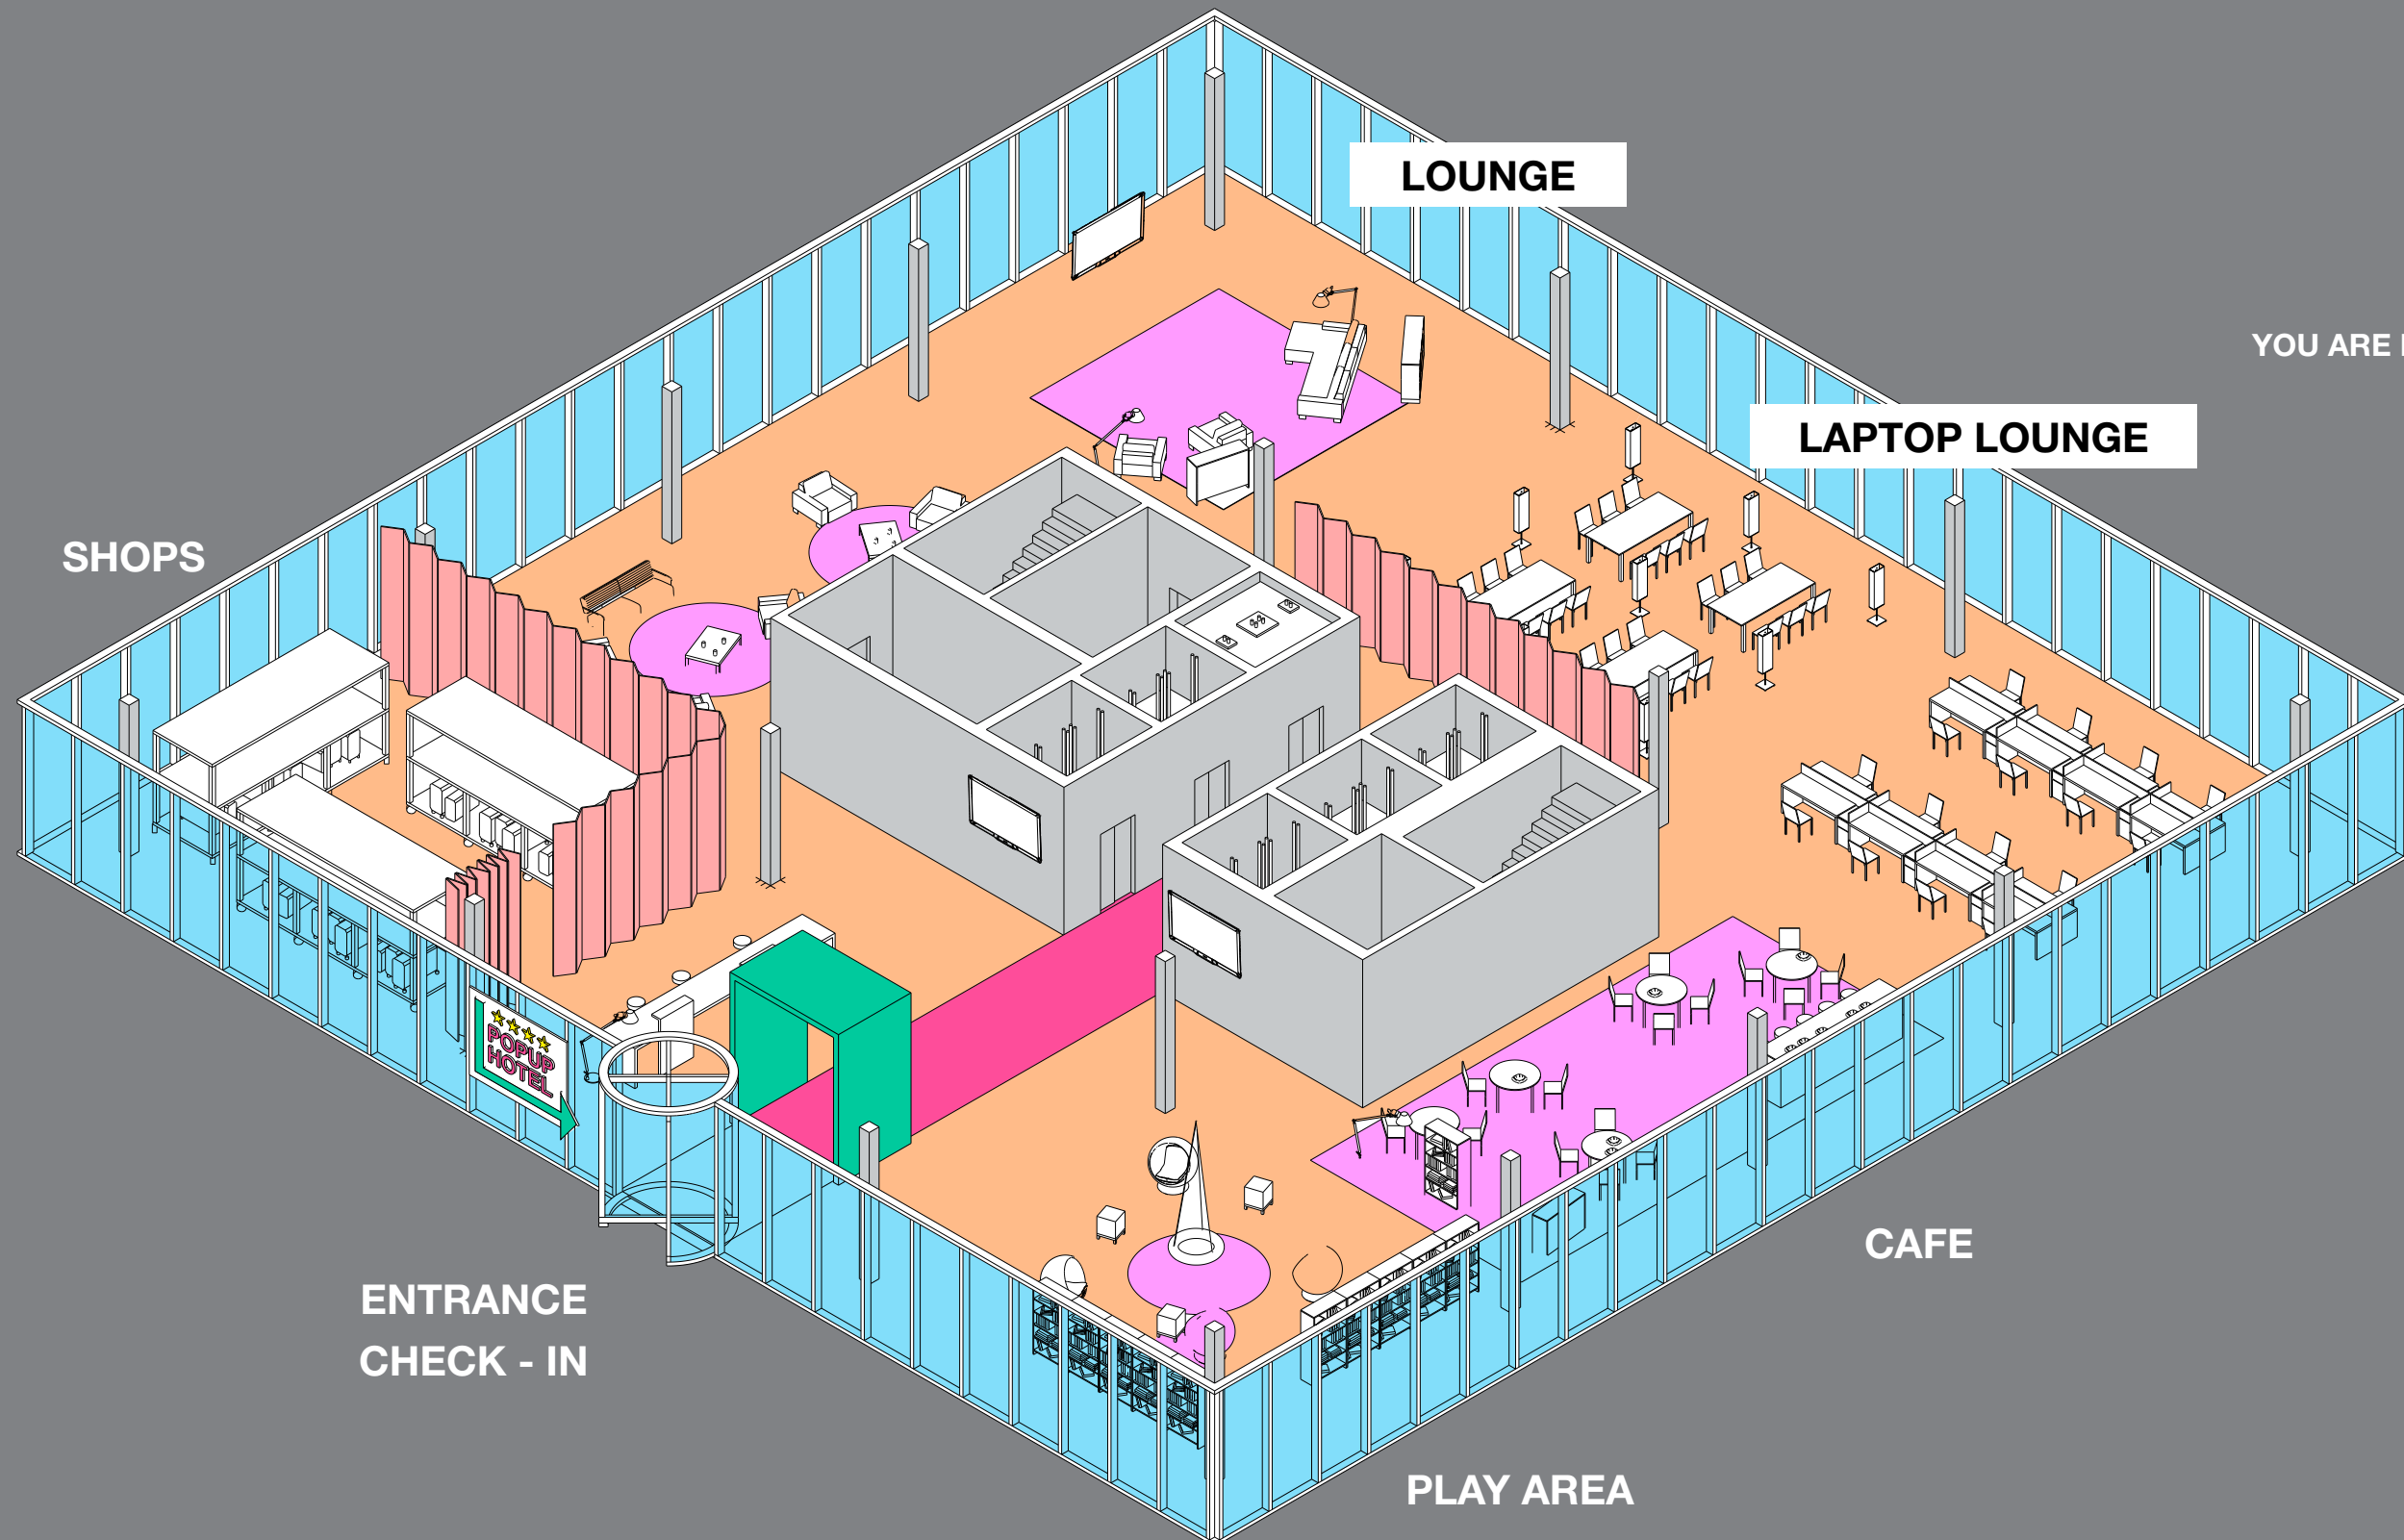 LOUNGE
YOU ARE
LAPTOP LOUNGE
SHOPS
POPUP
HOTEL
CAFE
ENTRANCE
CHECK - IN
PLAY AREA